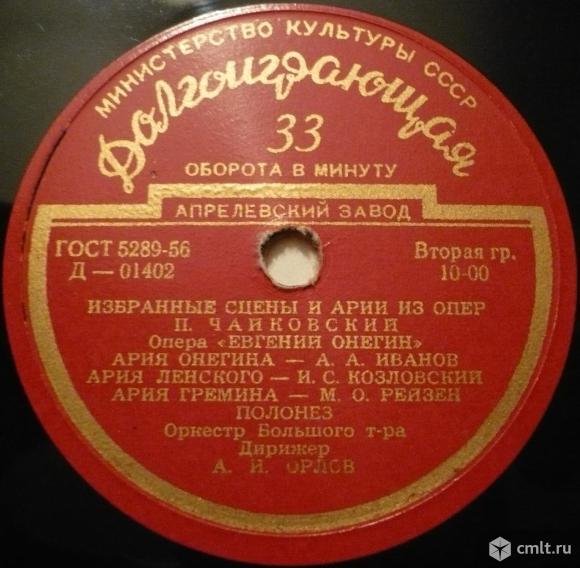 МИНИСТЕРСТВО КУЛЬТУРЫ СССР
Долгоиграющая
33
ОБОРОТА В МИНУТУ
АПРЕЛЕВСКИЙ ЗАВОД
ГОСТ 5289-56 Вторая гр.
Д — 01402 10-00
ИЗБРАННЫЕ СЦЕНЫ И АРИИ ИЗ ОПЕР
П. ЧАЙКОВСКИЙ
Опера «ЕВГЕНИЙ ОНЕГИН»
АРИЯ ОНЕГИНА — А. А. ИВАНОВ
АРИЯ ЛЕНСКОГО — И. С. КОЗЛОВСКИЙ
АРИЯ ГРЕМИНА — М. О. РЕЙЗЕН
ПОЛОНЕЗ
Оркестр Большого т-ра
Дирижер
А. И. ОРЛОВ
cmlt.ru